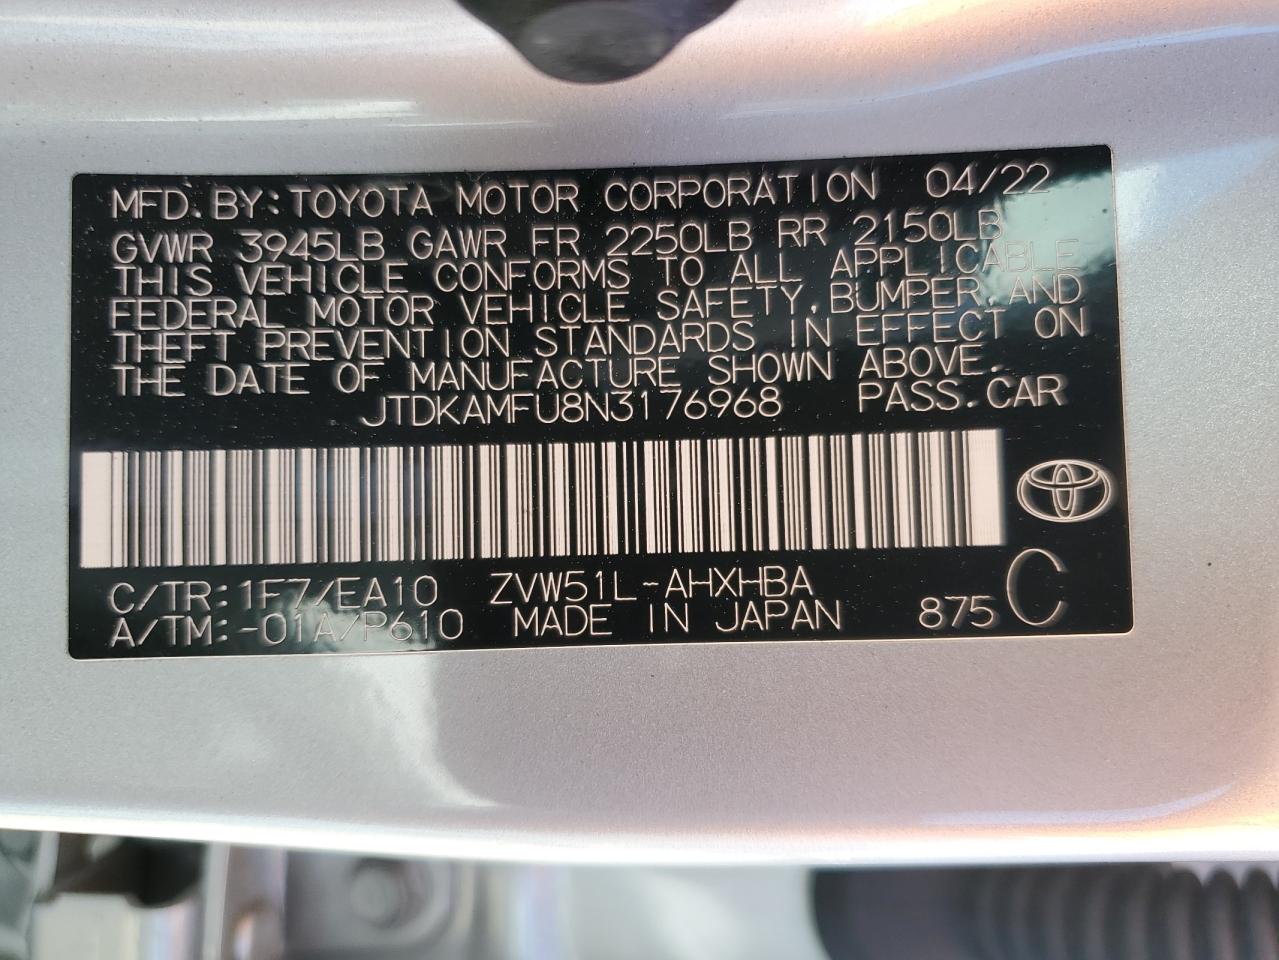 MFD. BY: TOYOTA MOTOR CORPORATION 04/22
GVWR 3945LB GAWR FR 2250LB RR 2150LB
THIS VEHICLE CONFORMS TO ALL APPLICABLE
FEDERAL MOTOR VEHICLE SAFETY, BUMPER, AND
THEFT PREVENTION STANDARDS IN EFFECT ON
THE DATE OF MANUFACTURE SHOWN ABOVE.
JTDKAMFU8N3176968 PASS. CAR
C/TR: 1F7/EA10 ZVW51L-AHXHBA
A/TM: -01A/P610 MADE IN JAPAN 875 C